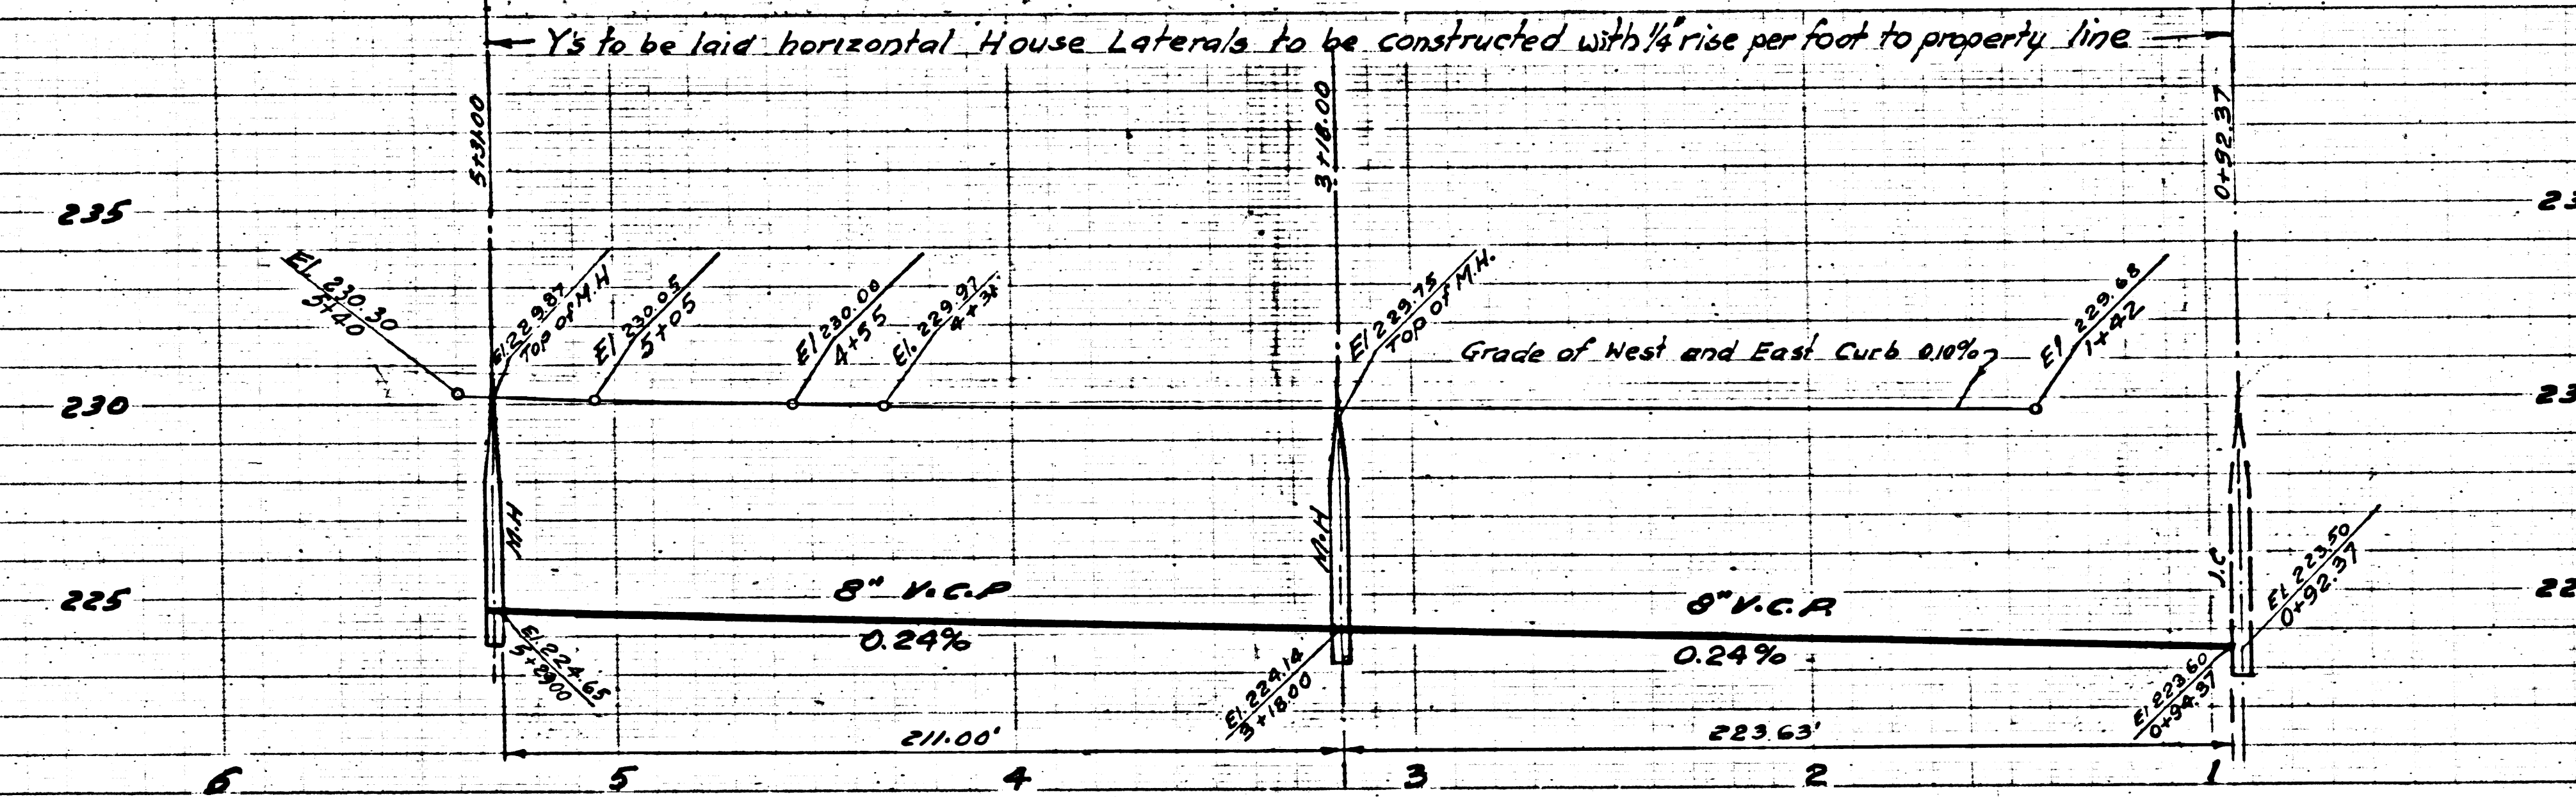 Y's to be laid horizontal House Laterals to be constructed with 1/4" rise per foot to property line
5+31.00
3+18.00
0+92.37
235
23
El. 230.30
5+40
El. 229.87
Top of M.H
El 230.05
5+05
El 230.00
4+55
El. 229.97
El 229.75
Top of M.H.
Grade of West and East Curb 0.10%
El 229.68
1+42
230
23
M.H
M.H
J.C
El. 223.50
0+92.37
225
8" V.C.P
8" V.C.P.
22
0.24%
0.24%
El. 224.65
5+29.00
El. 224.14
3+18.00
El 223.60
0+94.37
211.00'
223.63'
6
5
4
3
2
1